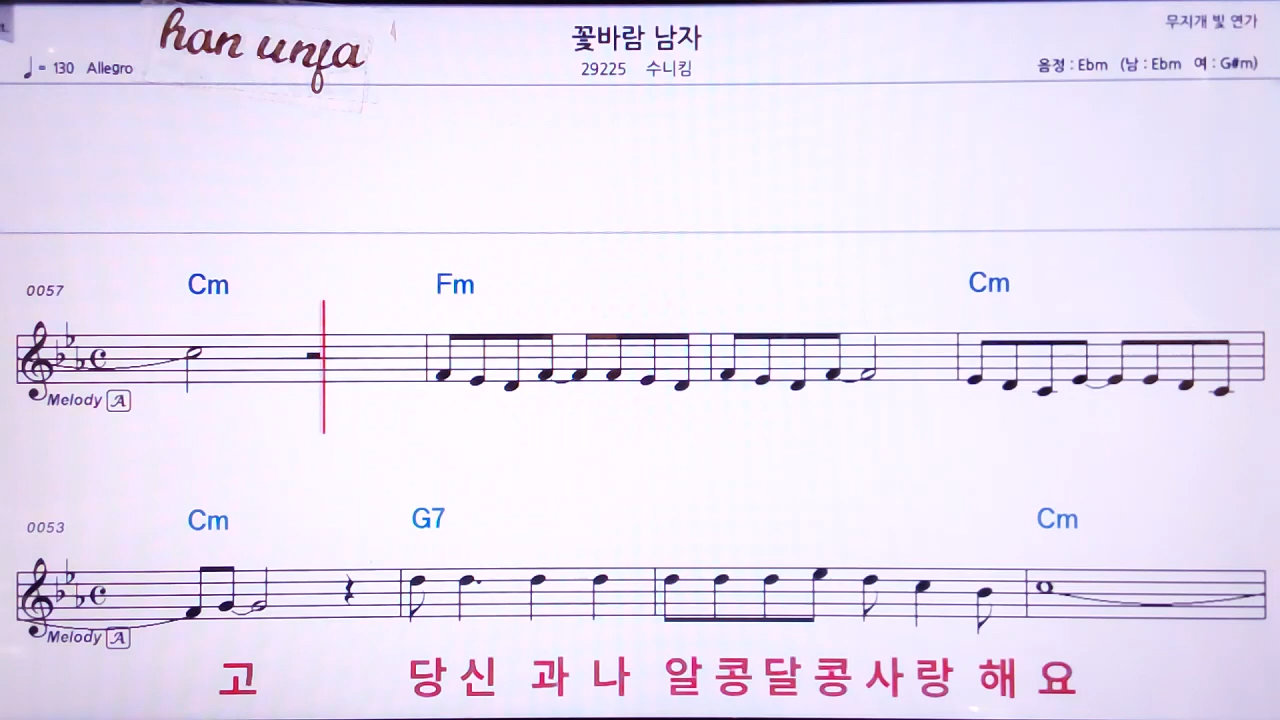 han unfa
꽃바람 남자
무지개 빛 연가
♩= 130 Allegro
29225 수니킹
음정 : Ebm (남 : Ebm 여 : G#m)
0057 Cm Fm Cm
Melody A
0053 Cm G7 Cm
Melody A
고 당신 과 나 알콩달콩사랑 해 요